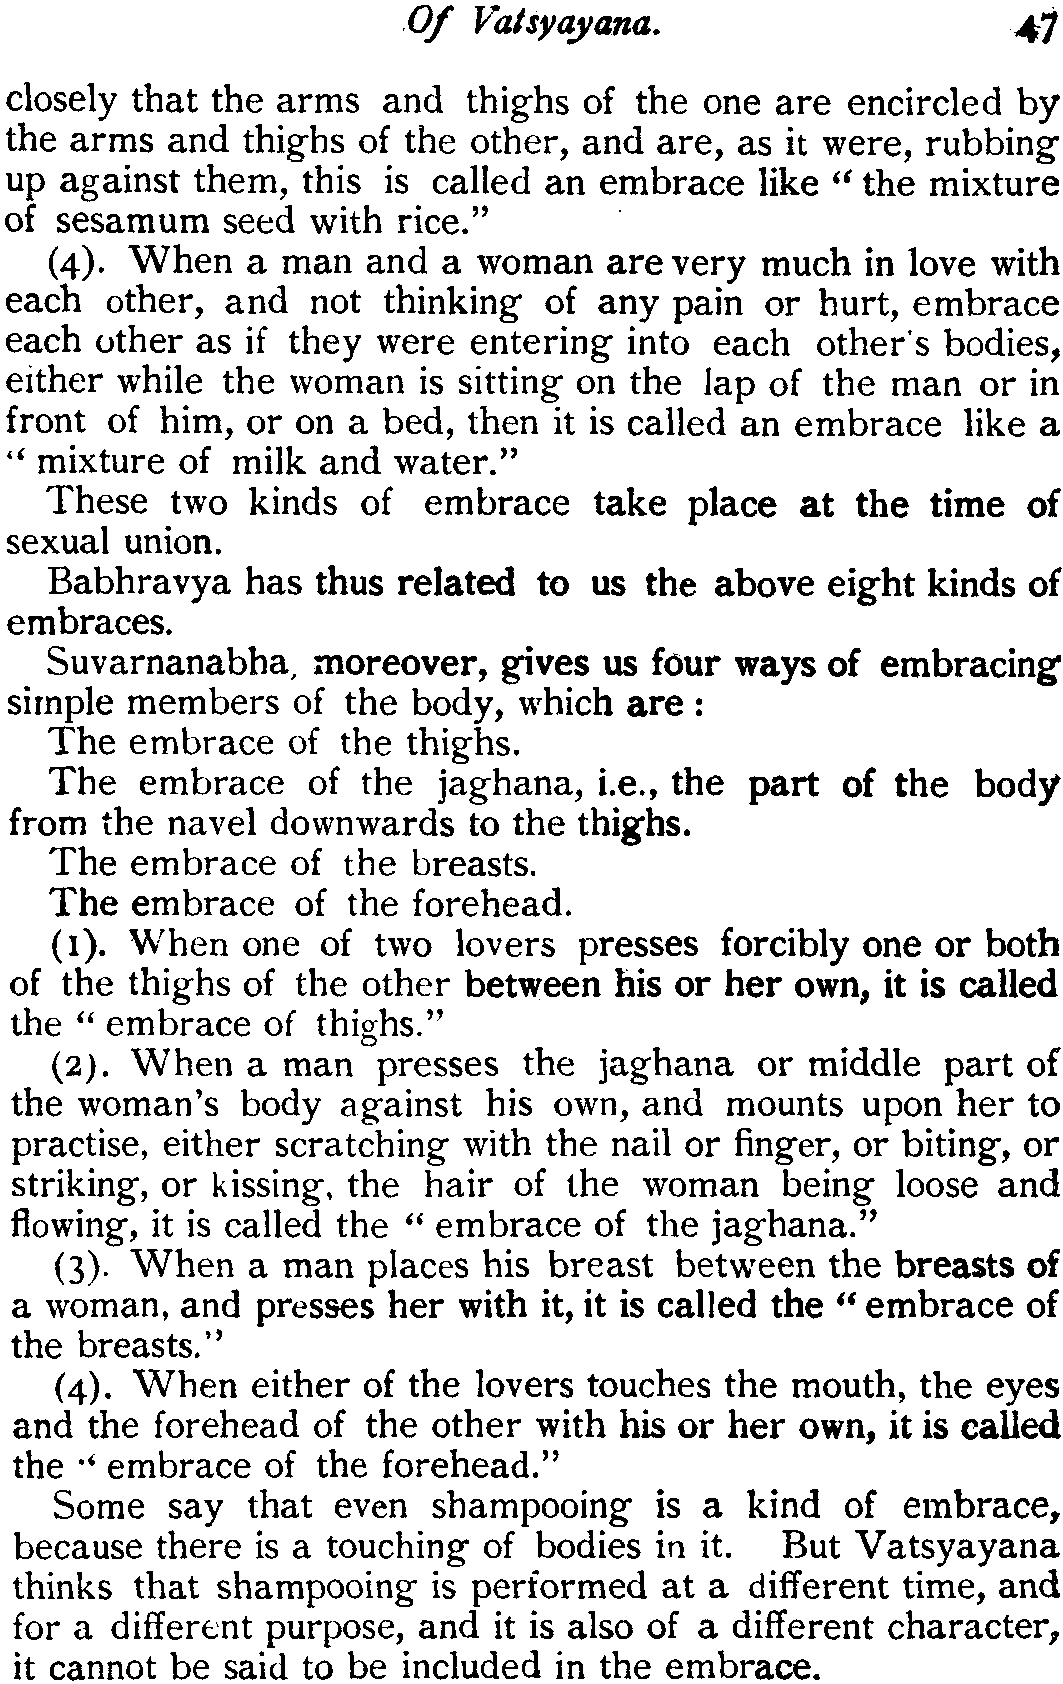 Of Vatsyayana. 47
closely that the arms and thighs of the one are encircled by
the arms and thighs of the other, and are, as it were, rubbing
up against them, this is called an embrace like “ the mixture
of sesamum seed with rice.”
(4). When a man and a woman are very much in love with
each other, and not thinking of any pain or hurt, embrace
each other as if they were entering into each other's bodies,
either while the woman is sitting on the lap of the man or in
front of him, or on a bed, then it is called an embrace like a
“ mixture of milk and water.”
These two kinds of embrace take place at the time of
sexual union.
Babhravya has thus related to us the above eight kinds of
embraces.
Suvarnanabha, moreover, gives us four ways of embracing
simple members of the body, which are :
The embrace of the thighs.
The embrace of the jaghana, i.e., the part of the body
from the navel downwards to the thighs.
The embrace of the breasts.
The embrace of the forehead.
(1). When one of two lovers presses forcibly one or both
of the thighs of the other between his or her own, it is called
the “ embrace of thighs.”
(2). When a man presses the jaghana or middle part of
the woman's body against his own, and mounts upon her to
practise, either scratching with the nail or finger, or biting, or
striking, or kissing, the hair of the woman being loose and
flowing, it is called the “ embrace of the jaghana.”
(3). When a man places his breast between the breasts of
a woman, and presses her with it, it is called the “ embrace of
the breasts.”
(4). When either of the lovers touches the mouth, the eyes
and the forehead of the other with his or her own, it is called
the “ embrace of the forehead.”
Some say that even shampooing is a kind of embrace,
because there is a touching of bodies in it. But Vatsyayana
thinks that shampooing is performed at a different time, and
for a different purpose, and it is also of a different character,
it cannot be said to be included in the embrace.